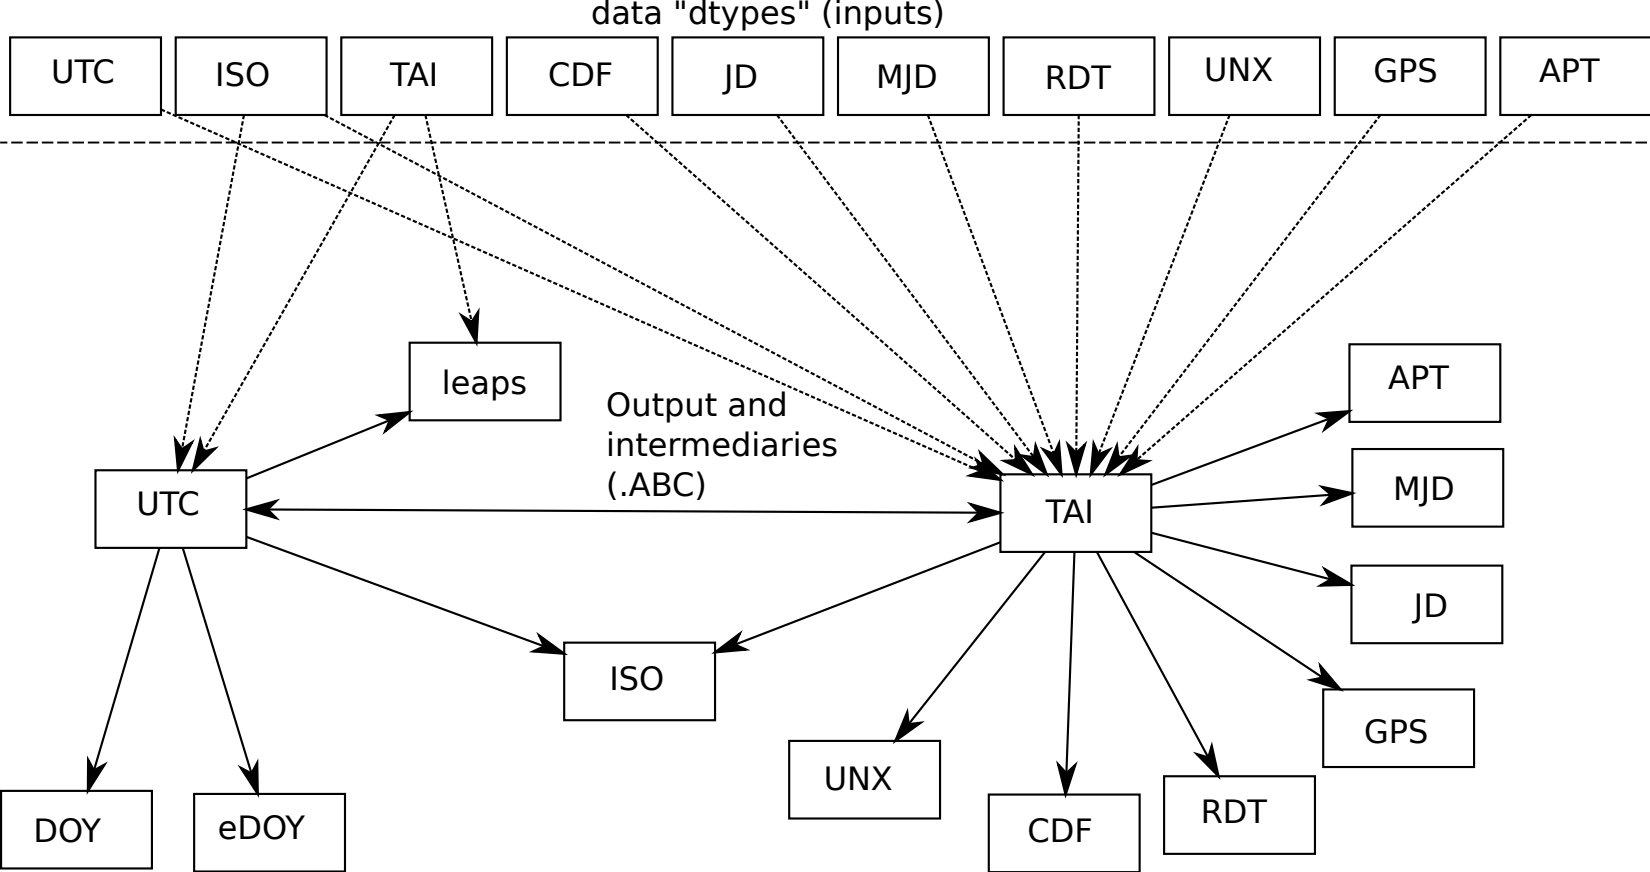 data "dtypes" (inputs)
UTC ISO TAI CDF JD MJD RDT UNX GPS APT
leaps
APT
Output and
intermediaries
(.ABC)
MJD
UTC
TAI
JD
ISO
GPS
UNX
RDT
DOY
eDOY
CDF